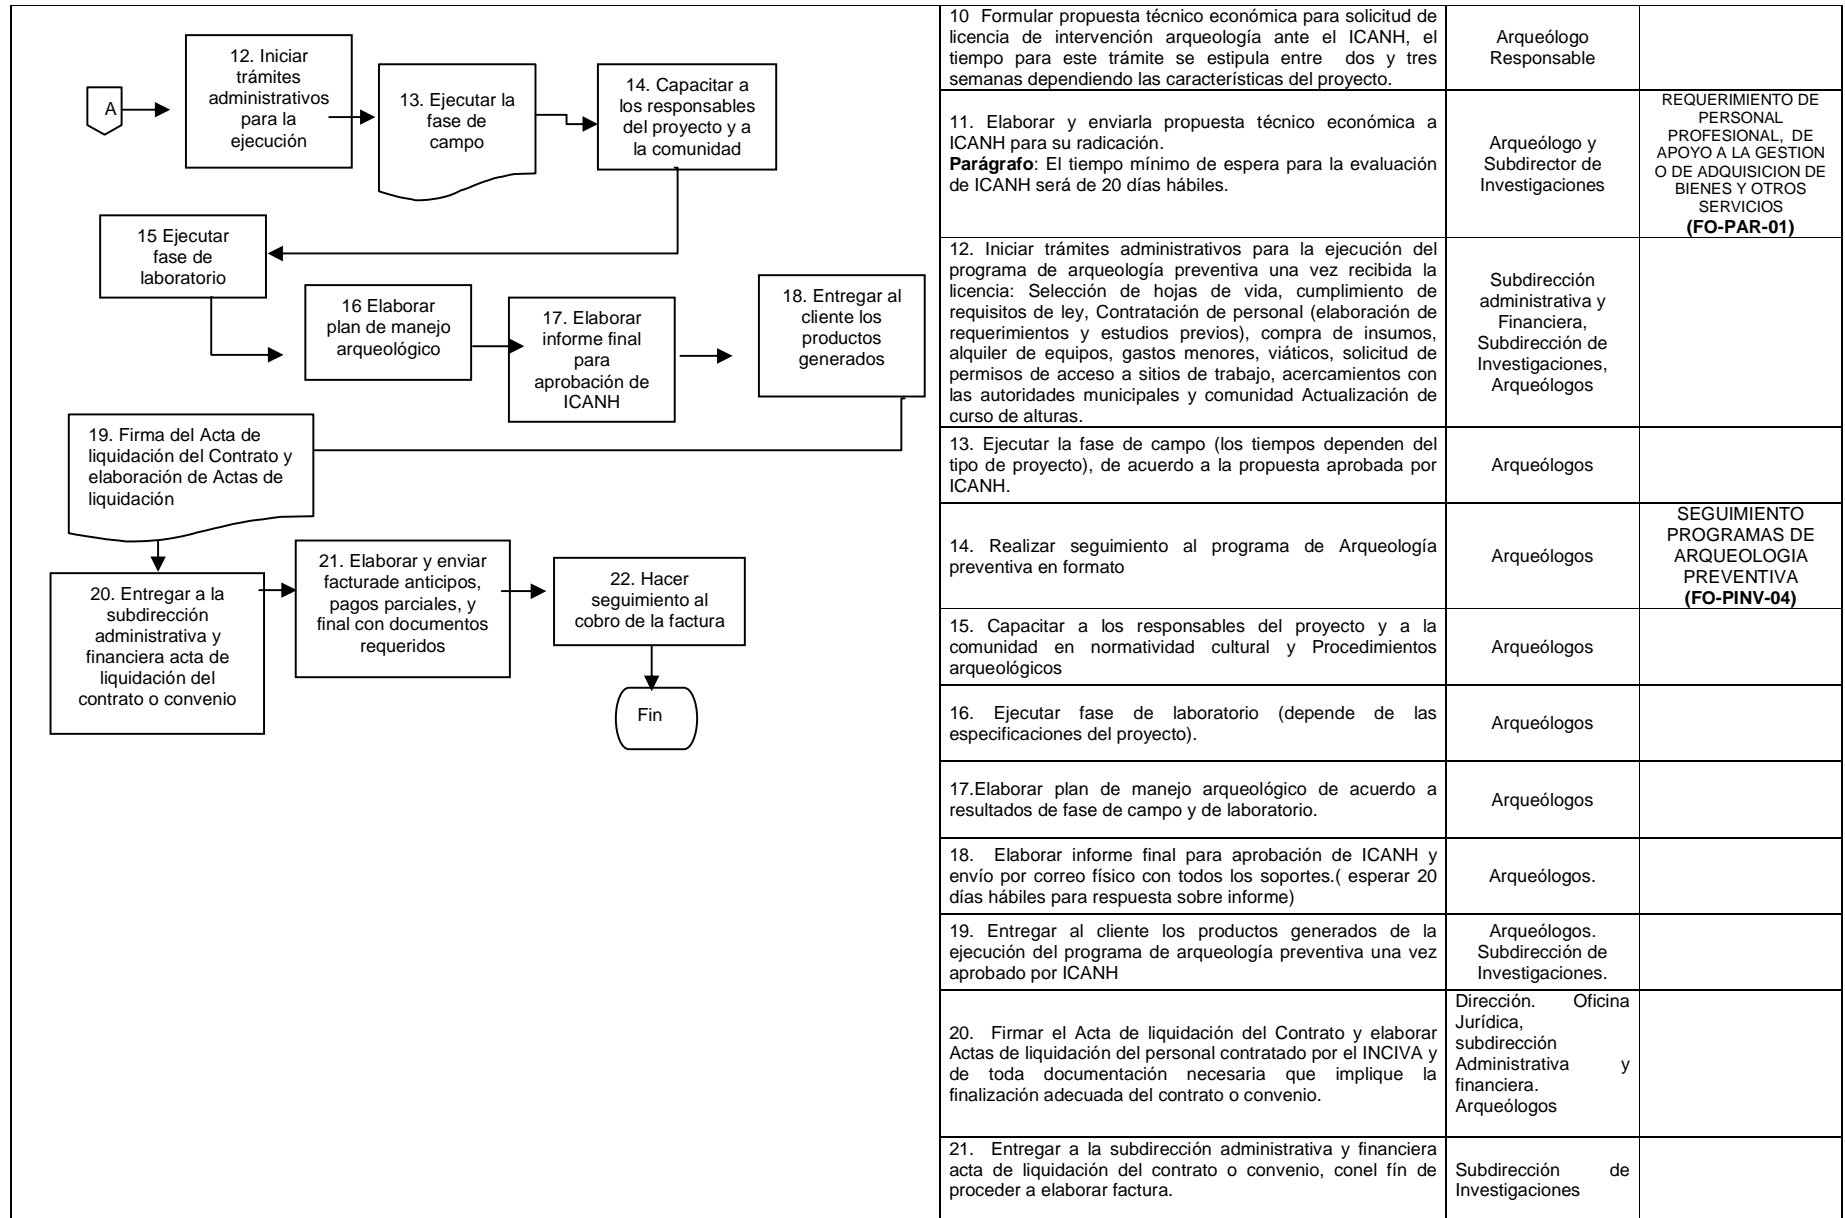 A
12. Iniciar
trámites
administrativos
para la
ejecución
13. Ejecutar la
fase de
campo
14. Capacitar a
los responsables
del proyecto y a
la comunidad
15 Ejecutar
fase de
laboratorio
16 Elaborar
plan de manejo
arqueológico
17. Elaborar
informe final
para
aprobación de
ICANH
18. Entregar al
cliente los
productos
generados
19. Firma del Acta de
liquidación del Contrato y
elaboración de Actas de
liquidación
20. Entregar a la
subdirección
administrativa y
financiera acta de
liquidación del
contrato o convenio
21. Elaborar y enviar
facturade anticipos,
pagos parciales, y
final con documentos
requeridos
22. Hacer
seguimiento al
cobro de la factura
Fin
10 Formular propuesta técnico económica para solicitud de
licencia de intervención arqueología ante el ICANH, el
tiempo para este trámite se estipula entre dos y tres
semanas dependiendo las características del proyecto.
Arqueólogo
Responsable
11. Elaborar y enviarla propuesta técnico económica a
ICANH para su radicación.
Parágrafo: El tiempo mínimo de espera para la evaluación
de ICANH será de 20 días hábiles.
Arqueólogo y
Subdirector de
Investigaciones
REQUERIMIENTO DE
PERSONAL
PROFESIONAL, DE
APOYO A LA GESTION
O DE ADQUISICION DE
BIENES Y OTROS
SERVICIOS
(FO-PAR-01)
12. Iniciar trámites administrativos para la ejecución del
programa de arqueología preventiva una vez recibida la
licencia: Selección de hojas de vida, cumplimiento de
requisitos de ley, Contratación de personal (elaboración de
requerimientos y estudios previos), compra de insumos,
alquiler de equipos, gastos menores, viáticos, solicitud de
permisos de acceso a sitios de trabajo, acercamientos con
las autoridades municipales y comunidad Actualización de
curso de alturas.
Subdirección
administrativa y
Financiera,
Subdirección de
Investigaciones,
Arqueólogos
13. Ejecutar la fase de campo (los tiempos dependen del
tipo de proyecto), de acuerdo a la propuesta aprobada por
ICANH.
Arqueólogos
14. Realizar seguimiento al programa de Arqueología
preventiva en formato
Arqueólogos
SEGUIMIENTO
PROGRAMAS DE
ARQUEOLOGIA
PREVENTIVA
(FO-PINV-04)
15. Capacitar a los responsables del proyecto y a la
comunidad en normatividad cultural y Procedimientos
arqueológicos
Arqueólogos
16. Ejecutar fase de laboratorio (depende de las
especificaciones del proyecto).
Arqueólogos
17.Elaborar plan de manejo arqueológico de acuerdo a
resultados de fase de campo y de laboratorio.
Arqueólogos
18. Elaborar informe final para aprobación de ICANH y
envío por correo físico con todos los soportes.( esperar 20
días hábiles para respuesta sobre informe)
Arqueólogos.
19. Entregar al cliente los productos generados de la
ejecución del programa de arqueología preventiva una vez
aprobado por ICANH
Arqueólogos.
Subdirección de
Investigaciones.
20. Firmar el Acta de liquidación del Contrato y elaborar
Actas de liquidación del personal contratado por el INCIVA y
de toda documentación necesaria que implique la
finalización adecuada del contrato o convenio.
Dirección. Oficina
Jurídica,
subdirección
Administrativa y
financiera.
Arqueólogos
21. Entregar a la subdirección administrativa y financiera
acta de liquidación del contrato o convenio, conel fín de
proceder a elaborar factura.
Subdirección de
Investigaciones